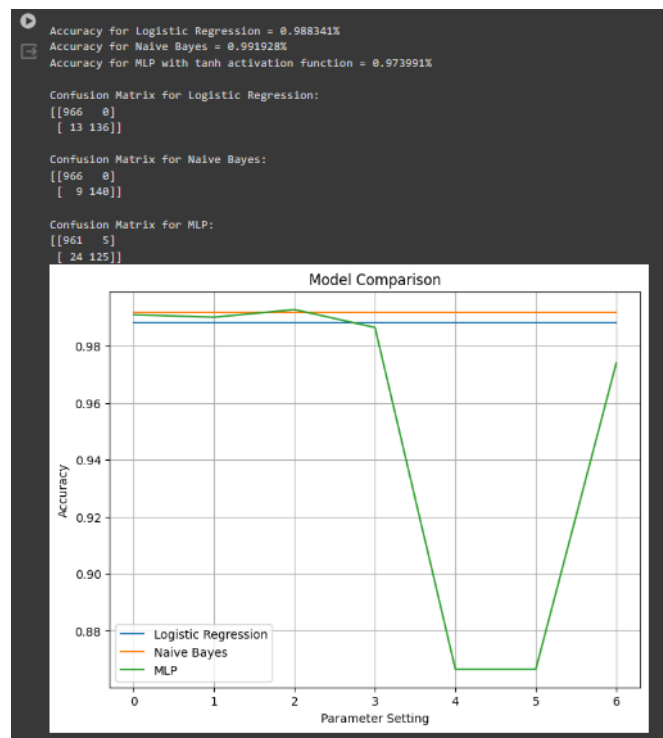 Accuracy for Logistic Regression = 0.988341%
Accuracy for Naive Bayes = 0.991928%
Accuracy for MLP with tanh activation function = 0.973991%
Confusion Matrix for Logistic Regression:
[[966   0]
 [ 13 136]]
Confusion Matrix for Naive Bayes:
[[966   0]
 [  9 140]]
Confusion Matrix for MLP:
[[961   5]
 [ 24 125]]
Model Comparison
0.98
0.96
0.94
0.92
0.90
0.88
Accuracy
Logistic Regression
Naive Bayes
MLP
0 1 2 3 4 5 6
Parameter Setting